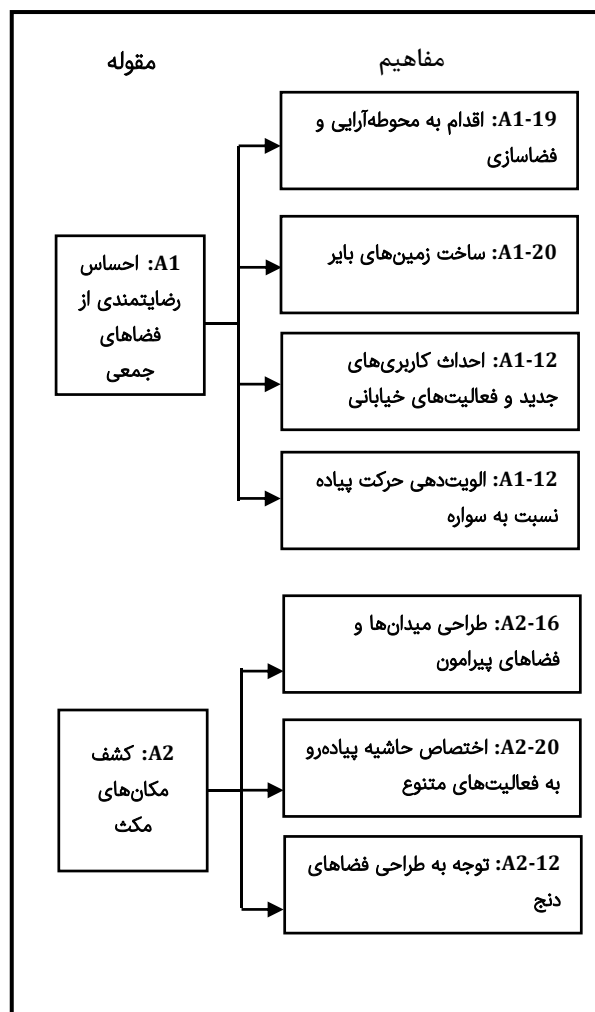 مفاهیم
مقوله
A1-19: اقدام به محوطه‌آرایی و
فضاسازی
A1-20: ساخت زمین‌های بایر
A1: احساس
رضایتمندی از
فضاهای
جمعی
A1-12: احداث کاربری‌های
جدید و فعالیت‌های خیابانی
A1-12: الویت‌دهی حرکت پیاده
نسبت به سواره
A2-16: طراحی میدان‌ها و
فضاهای پیرامون
A2: کشف
مکان‌های
مکث
A2-20: اختصاص حاشیه پیاده‌رو
به فعالیت‌های متنوع
A2-12: توجه به طراحی فضاهای
دنج